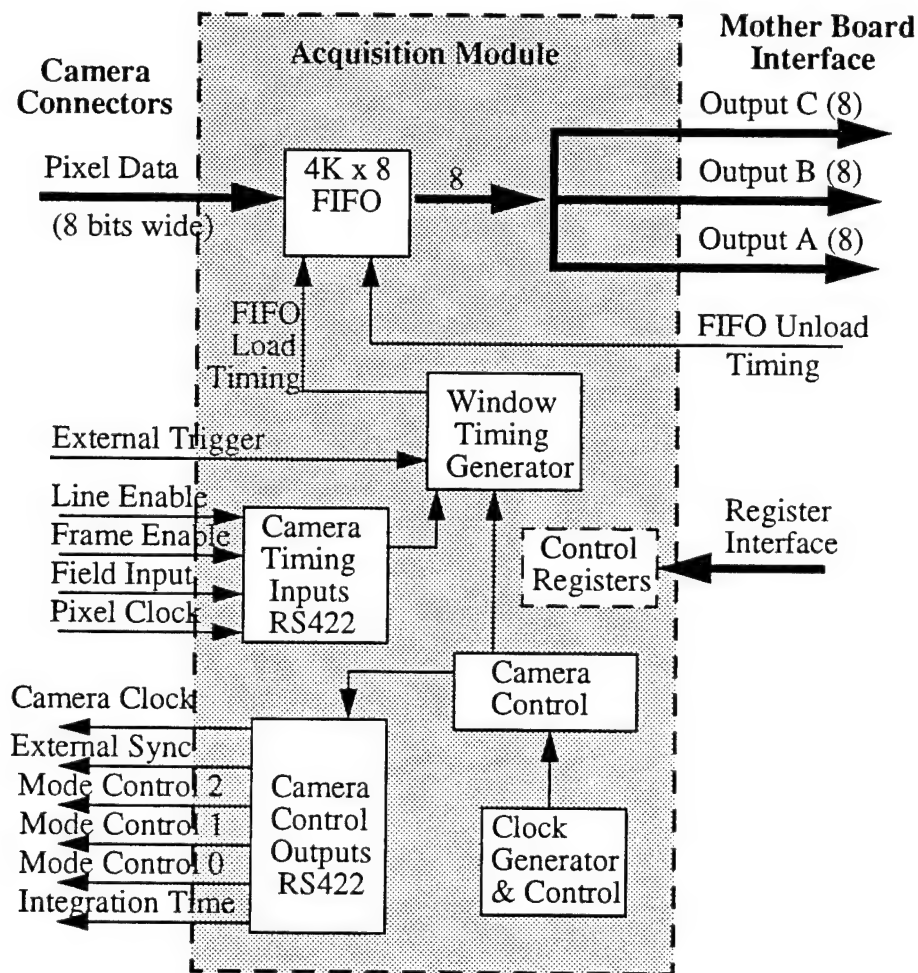 Mother Board
Interface
Acquisition Module
Camera
Connectors
Output C (8)
Pixel Data
4K x 8
FIFO
8
Output B (8)
(8 bits wide)
Output A (8)
FIFO
Load
Timing
FIFO Unload
Timing
Window
Timing
Generator
External Trigger
Line Enable
Frame Enable
Field Input
Pixel Clock
Camera
Timing
Inputs
RS422
Control
Registers
Register
Interface
Camera
Control
Camera Clock
External Sync
Mode Control 2
Mode Control 1
Mode Control 0
Integration Time
Camera
Control
Outputs
RS422
Clock
Generator
& Control